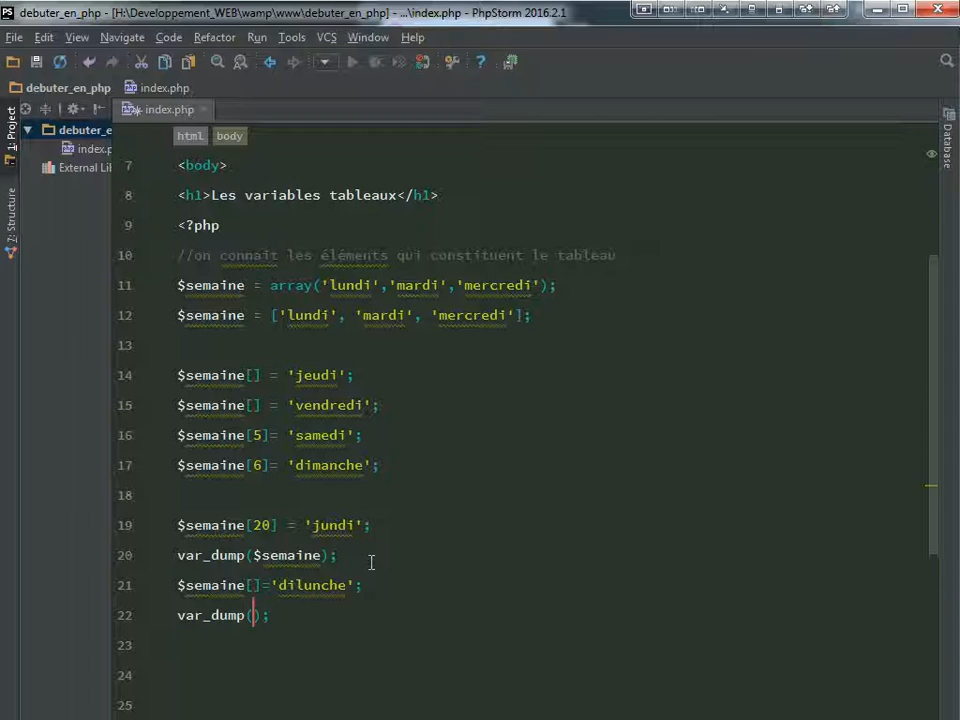 debuter_en_php - [H:\Developpement_WEB\wamp\www\debuter_en_php] - ...\index.php - PhpStorm 2016.2.1
File Edit View Navigate Code Refactor Run Tools VCS Window Help
debuter_en_php index.php
index.php
1: Project
debuter_e
index.p
External Lib
7: Structure
Database
html body
7 <body>
8 <h1>Les variables tableaux</h1>
9 <?php
10 //on connait les éléments qui constituent le tableau
11 $semaine = array('lundi','mardi','mercredi');
12 $semaine = ['lundi', 'mardi', 'mercredi'];
13
14 $semaine[] = 'jeudi';
15 $semaine[] = 'vendredi';
16 $semaine[5]= 'samedi';
17 $semaine[6]= 'dimanche';
18
19 $semaine[20] = 'jundi';
20 var_dump($semaine);
21 $semaine[]='dilunche';
22 var_dump();
23
24
25